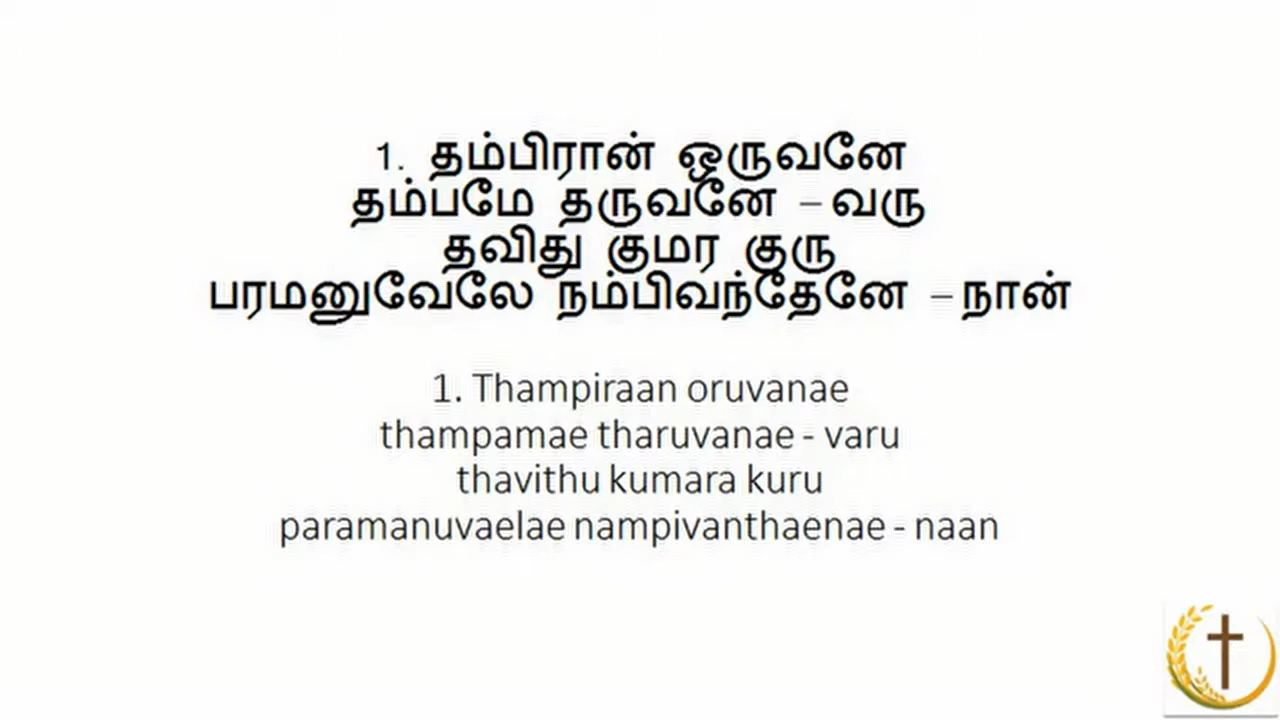 1. தம்பிரான் ஒருவனே
தம்பமே தருவனே – வரு
தவிது குமர குரு
பரமனுவேலே நம்பிவந்தேனே – நான்
1. Thampiraan oruvanae
thampamae tharuvanae - varu
thavithu kumara kuru
paramanuvaelae nampivanthaenae - naan